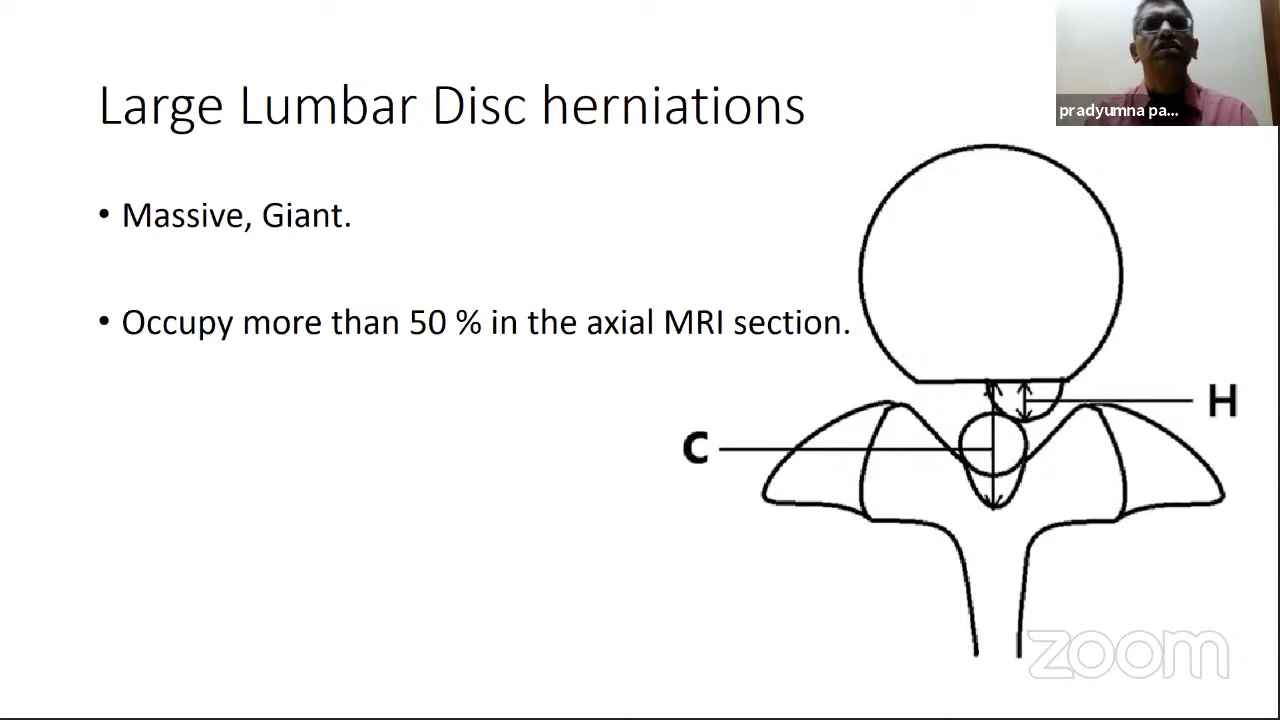 Large Lumbar Disc herniations
pradyumna pa...
• Massive, Giant.
• Occupy more than 50 % in the axial MRI section.
H
C
zoom